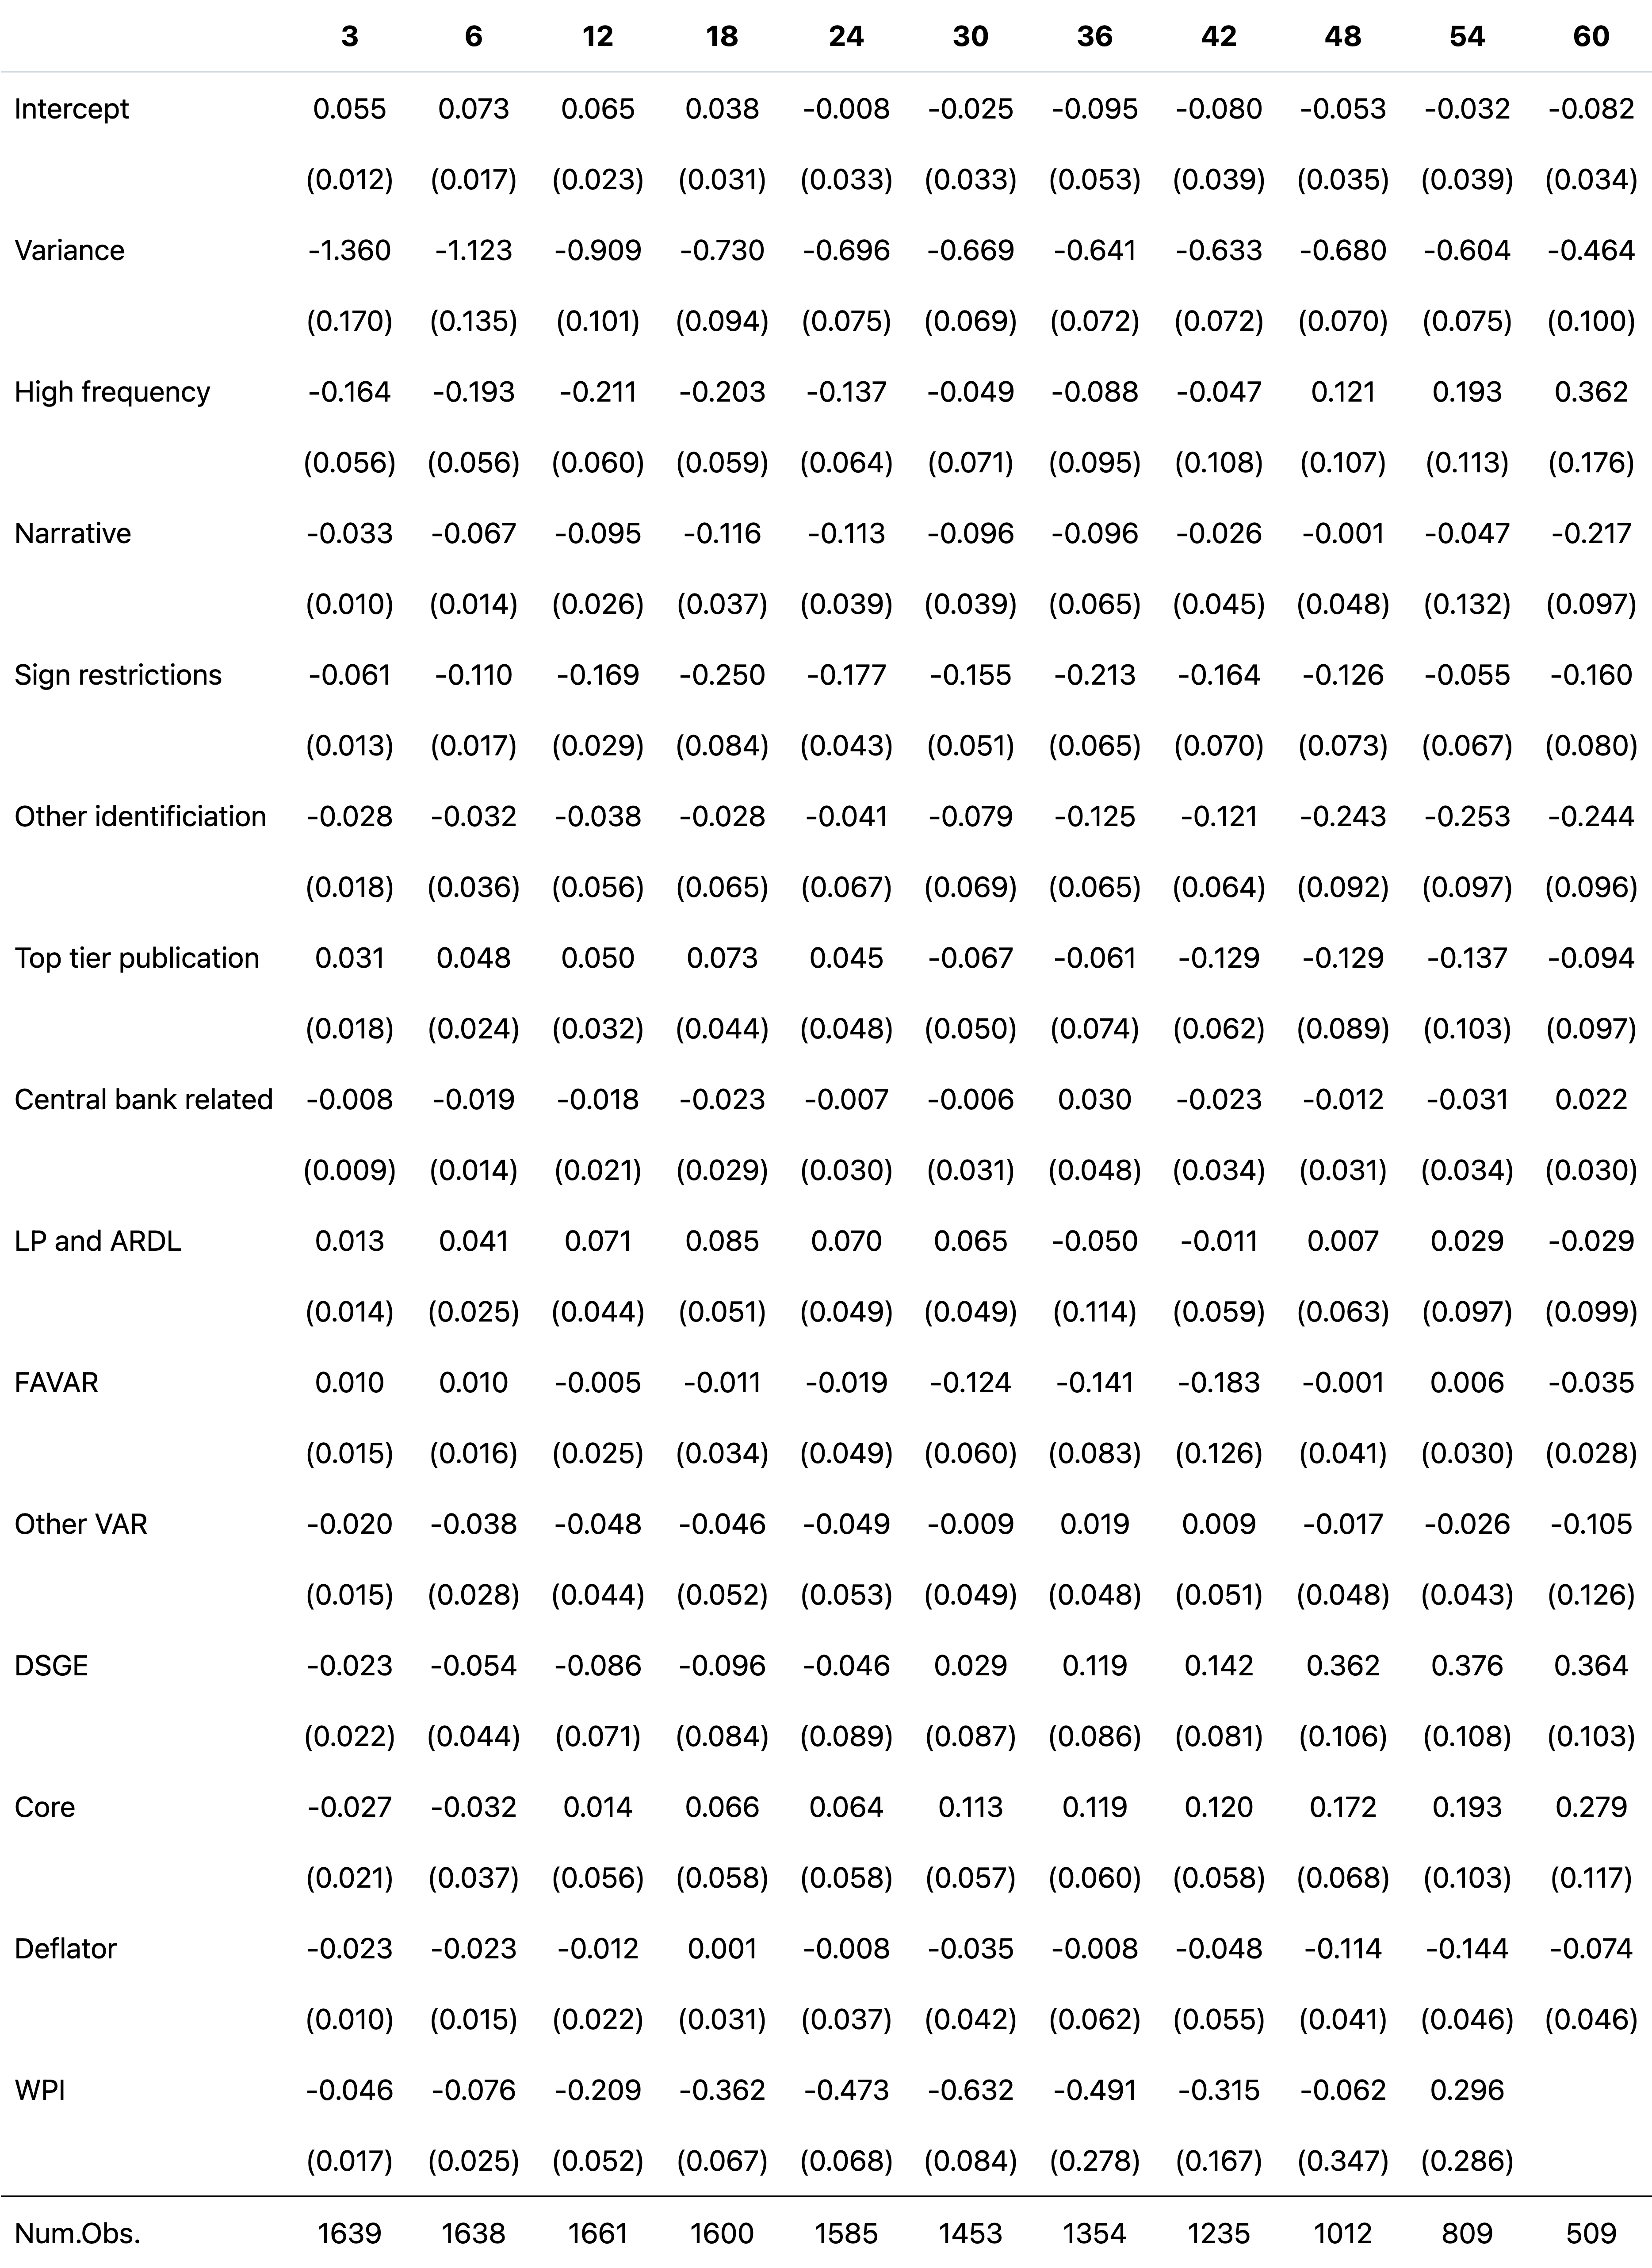 3 6 12 18 24 30 36 42 48 54 60
Intercept 0.055 0.073 0.065 0.038 -0.008 -0.025 -0.095 -0.080 -0.053 -0.032 -0.082
(0.012) (0.017) (0.023) (0.031) (0.033) (0.033) (0.053) (0.039) (0.035) (0.039) (0.034)
Variance -1.360 -1.123 -0.909 -0.730 -0.696 -0.669 -0.641 -0.633 -0.680 -0.604 -0.464
(0.170) (0.135) (0.101) (0.094) (0.075) (0.069) (0.072) (0.072) (0.070) (0.075) (0.100)
High frequency -0.164 -0.193 -0.211 -0.203 -0.137 -0.049 -0.088 -0.047 0.121 0.193 0.362
(0.056) (0.056) (0.060) (0.059) (0.064) (0.071) (0.095) (0.108) (0.107) (0.113) (0.176)
Narrative -0.033 -0.067 -0.095 -0.116 -0.113 -0.096 -0.096 -0.026 -0.001 -0.047 -0.217
(0.010) (0.014) (0.026) (0.037) (0.039) (0.039) (0.065) (0.045) (0.048) (0.132) (0.097)
Sign restrictions -0.061 -0.110 -0.169 -0.250 -0.177 -0.155 -0.213 -0.164 -0.126 -0.055 -0.160
(0.013) (0.017) (0.029) (0.084) (0.043) (0.051) (0.065) (0.070) (0.073) (0.067) (0.080)
Other identificiation -0.028 -0.032 -0.038 -0.028 -0.041 -0.079 -0.125 -0.121 -0.243 -0.253 -0.244
(0.018) (0.036) (0.056) (0.065) (0.067) (0.069) (0.065) (0.064) (0.092) (0.097) (0.096)
Top tier publication 0.031 0.048 0.050 0.073 0.045 -0.067 -0.061 -0.129 -0.129 -0.137 -0.094
(0.018) (0.024) (0.032) (0.044) (0.048) (0.050) (0.074) (0.062) (0.089) (0.103) (0.097)
Central bank related -0.008 -0.019 -0.018 -0.023 -0.007 -0.006 0.030 -0.023 -0.012 -0.031 0.022
(0.009) (0.014) (0.021) (0.029) (0.030) (0.031) (0.048) (0.034) (0.031) (0.034) (0.030)
LP and ARDL 0.013 0.041 0.071 0.085 0.070 0.065 -0.050 -0.011 0.007 0.029 -0.029
(0.014) (0.025) (0.044) (0.051) (0.049) (0.049) (0.114) (0.059) (0.063) (0.097) (0.099)
FAVAR 0.010 0.010 -0.005 -0.011 -0.019 -0.124 -0.141 -0.183 -0.001 0.006 -0.035
(0.015) (0.016) (0.025) (0.034) (0.049) (0.060) (0.083) (0.126) (0.041) (0.030) (0.028)
Other VAR -0.020 -0.038 -0.048 -0.046 -0.049 -0.009 0.019 0.009 -0.017 -0.026 -0.105
(0.015) (0.028) (0.044) (0.052) (0.053) (0.049) (0.048) (0.051) (0.048) (0.043) (0.126)
DSGE -0.023 -0.054 -0.086 -0.096 -0.046 0.029 0.119 0.142 0.362 0.376 0.364
(0.022) (0.044) (0.071) (0.084) (0.089) (0.087) (0.086) (0.081) (0.106) (0.108) (0.103)
Core -0.027 -0.032 0.014 0.066 0.064 0.113 0.119 0.120 0.172 0.193 0.279
(0.021) (0.037) (0.056) (0.058) (0.058) (0.057) (0.060) (0.058) (0.068) (0.103) (0.117)
Deflator -0.023 -0.023 -0.012 0.001 -0.008 -0.035 -0.008 -0.048 -0.114 -0.144 -0.074
(0.010) (0.015) (0.022) (0.031) (0.037) (0.042) (0.062) (0.055) (0.041) (0.046) (0.046)
WPI -0.046 -0.076 -0.209 -0.362 -0.473 -0.632 -0.491 -0.315 -0.062 0.296
(0.017) (0.025) (0.052) (0.067) (0.068) (0.084) (0.278) (0.167) (0.347) (0.286)
Num.Obs. 1639 1638 1661 1600 1585 1453 1354 1235 1012 809 509